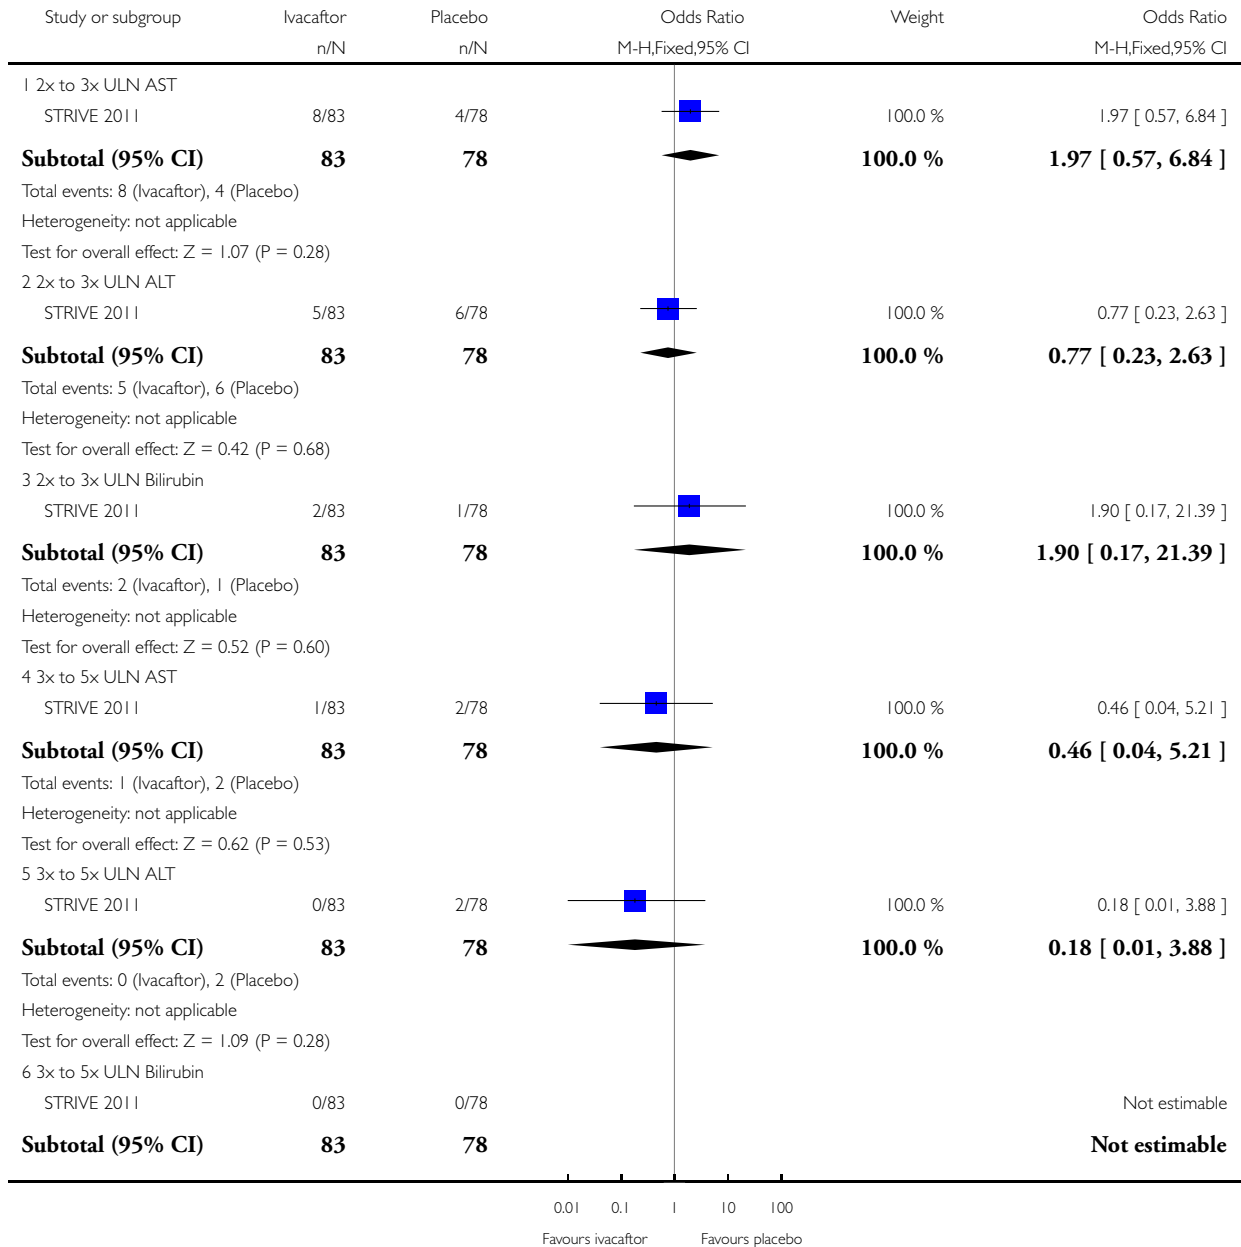 Study or subgroup Ivacaftor Placebo Odds Ratio Weight Odds Ratio
n/N n/N M-H,Fixed,95% CI M-H,Fixed,95% CI
1 2x to 3x ULN AST
STRIVE 2011 8/83 4/78 100.0 % 1.97 [ 0.57, 6.84 ]
Subtotal (95% CI) 83 78 100.0 % 1.97 [ 0.57, 6.84 ]
Total events: 8 (Ivacaftor), 4 (Placebo)
Heterogeneity: not applicable
Test for overall effect: Z = 1.07 (P = 0.28)
2 2x to 3x ULN ALT
STRIVE 2011 5/83 6/78 100.0 % 0.77 [ 0.23, 2.63 ]
Subtotal (95% CI) 83 78 100.0 % 0.77 [ 0.23, 2.63 ]
Total events: 5 (Ivacaftor), 6 (Placebo)
Heterogeneity: not applicable
Test for overall effect: Z = 0.42 (P = 0.68)
3 2x to 3x ULN Bilirubin
STRIVE 2011 2/83 1/78 100.0 % 1.90 [ 0.17, 21.39 ]
Subtotal (95% CI) 83 78 100.0 % 1.90 [ 0.17, 21.39 ]
Total events: 2 (Ivacaftor), 1 (Placebo)
Heterogeneity: not applicable
Test for overall effect: Z = 0.52 (P = 0.60)
4 3x to 5x ULN AST
STRIVE 2011 1/83 2/78 100.0 % 0.46 [ 0.04, 5.21 ]
Subtotal (95% CI) 83 78 100.0 % 0.46 [ 0.04, 5.21 ]
Total events: 1 (Ivacaftor), 2 (Placebo)
Heterogeneity: not applicable
Test for overall effect: Z = 0.62 (P = 0.53)
5 3x to 5x ULN ALT
STRIVE 2011 0/83 2/78 100.0 % 0.18 [ 0.01, 3.88 ]
Subtotal (95% CI) 83 78 100.0 % 0.18 [ 0.01, 3.88 ]
Total events: 0 (Ivacaftor), 2 (Placebo)
Heterogeneity: not applicable
Test for overall effect: Z = 1.09 (P = 0.28)
6 3x to 5x ULN Bilirubin
STRIVE 2011 0/83 0/78 Not estimable
Subtotal (95% CI) 83 78 Not estimable
0.01 0.1 1 10 100
Favours ivacaftor Favours placebo